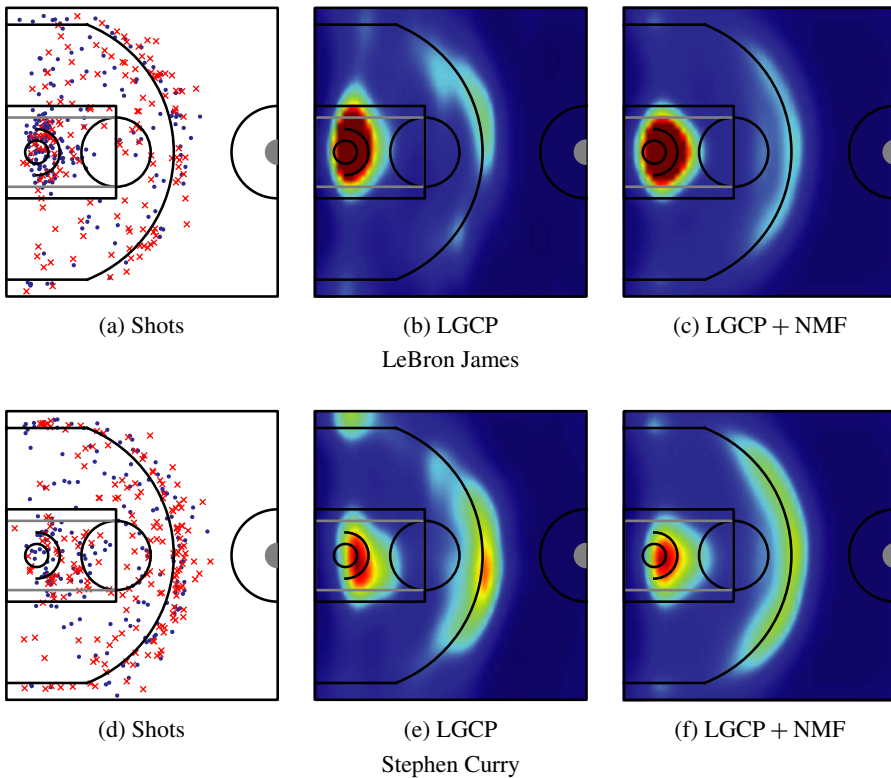 (a) Shots
(b) LGCP
(c) LGCP + NMF
LeBron James
(d) Shots
(e) LGCP
(f) LGCP + NMF
Stephen Curry